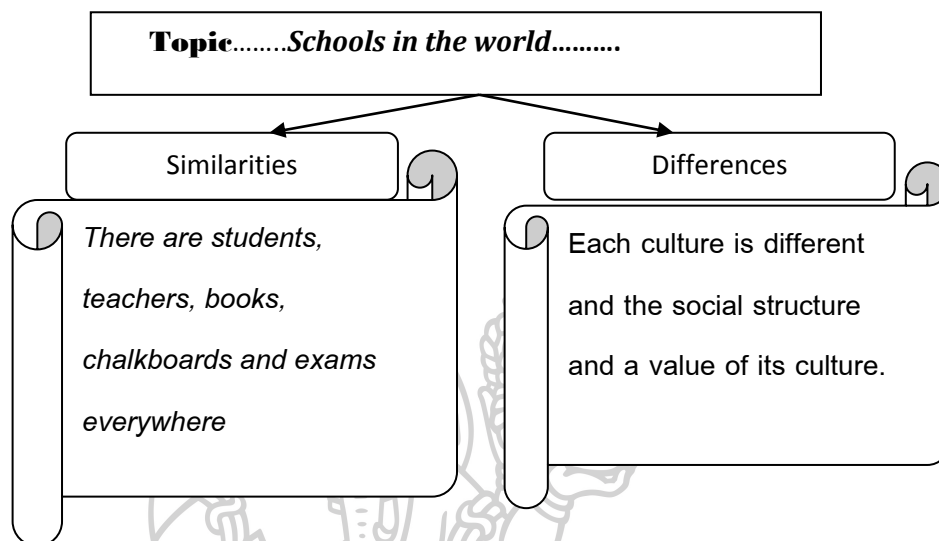 Topic........Schools in the world..........
Similarities
Differences
There are students,
teachers, books,
chalkboards and exams
everywhere
Each culture is different
and the social structure
and a value of its culture.